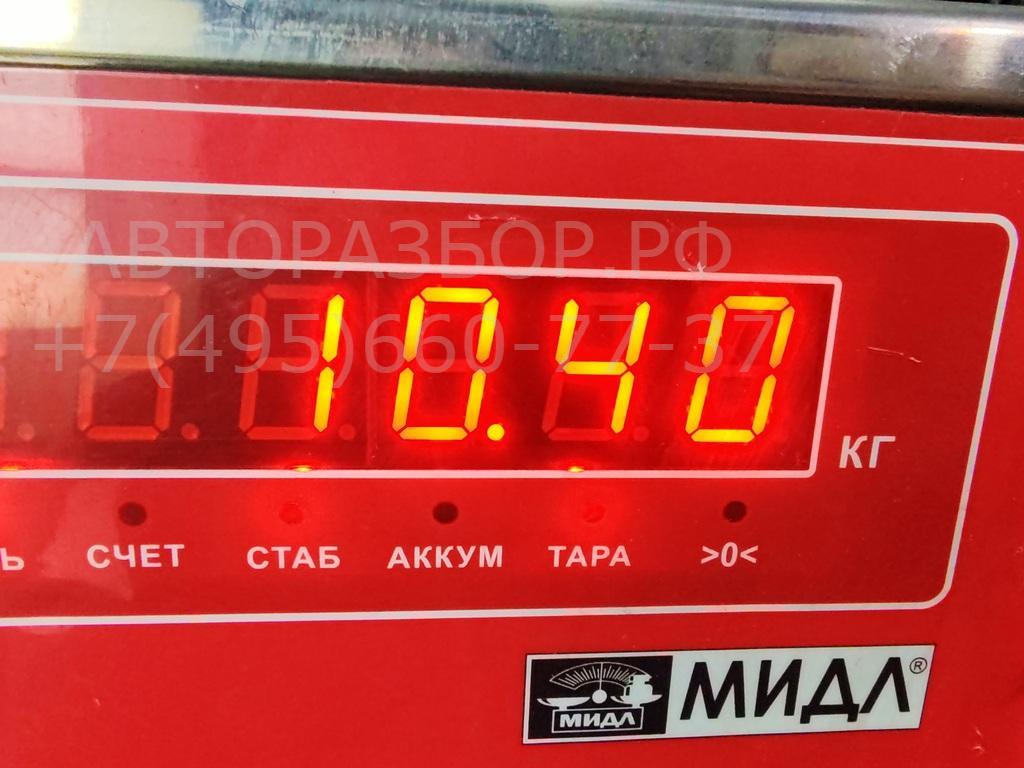 АВТОРАЗБОР.РФ
+7(495)660-77-37
10.40
КГ
СЧЕТ СТАБ АККУМ ТАРА >0<
МИДЛ МИДЛ®